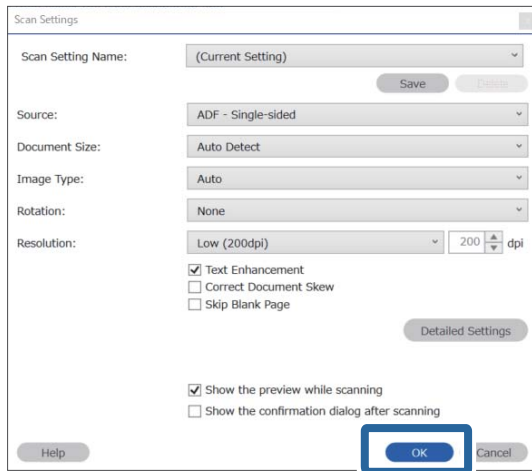 Scan Settings
Scan Setting Name: (Current Setting)
Save Delete
Source: ADF - Single-sided
Document Size: Auto Detect
Image Type: Auto
Rotation: None
Resolution: Low (200dpi) 200 dpi
Text Enhancement
Correct Document Skew
Skip Blank Page
Detailed Settings
Show the preview while scanning
Show the confirmation dialog after scanning
Help OK Cancel